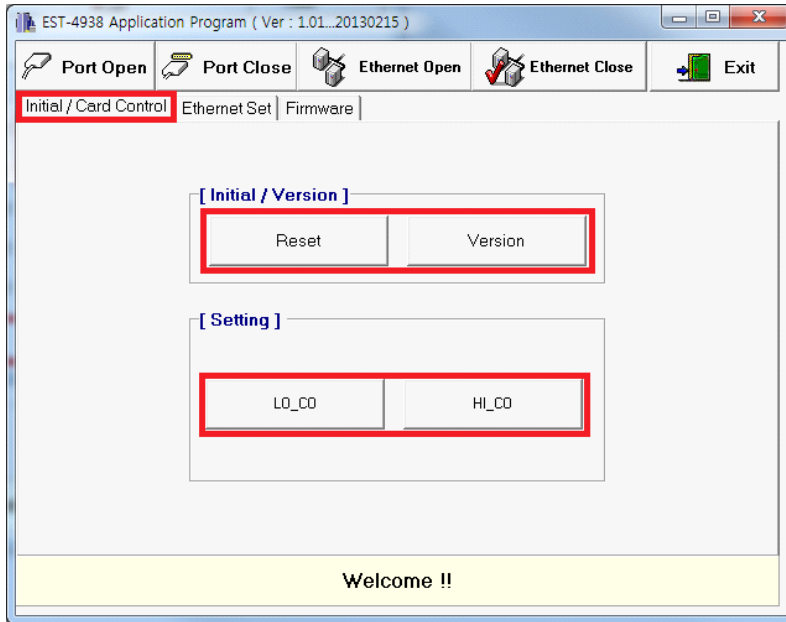 EST-4938 Application Program ( Ver : 1.01...20130215 )
Port Open Port Close Ethernet Open Ethernet Close Exit
Initial / Card Control Ethernet Set Firmware
[ Initial / Version ]
Reset Version
[ Setting ]
LO_CO HI_CO
Welcome !!